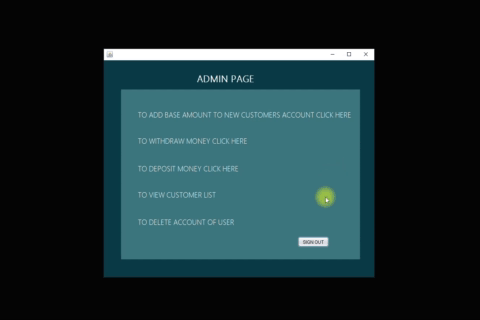 ADMIN PAGE
TO ADD BASE AMOUNT TO NEW CUSTOMERS ACCOUNT CLICK HERE
TO WITHDRAW MONEY CLICK HERE
TO DEPOSIT MONEY CLICK HERE
TO VIEW CUSTOMER LIST
TO DELETE ACCOUNT OF USER
SIGN OUT